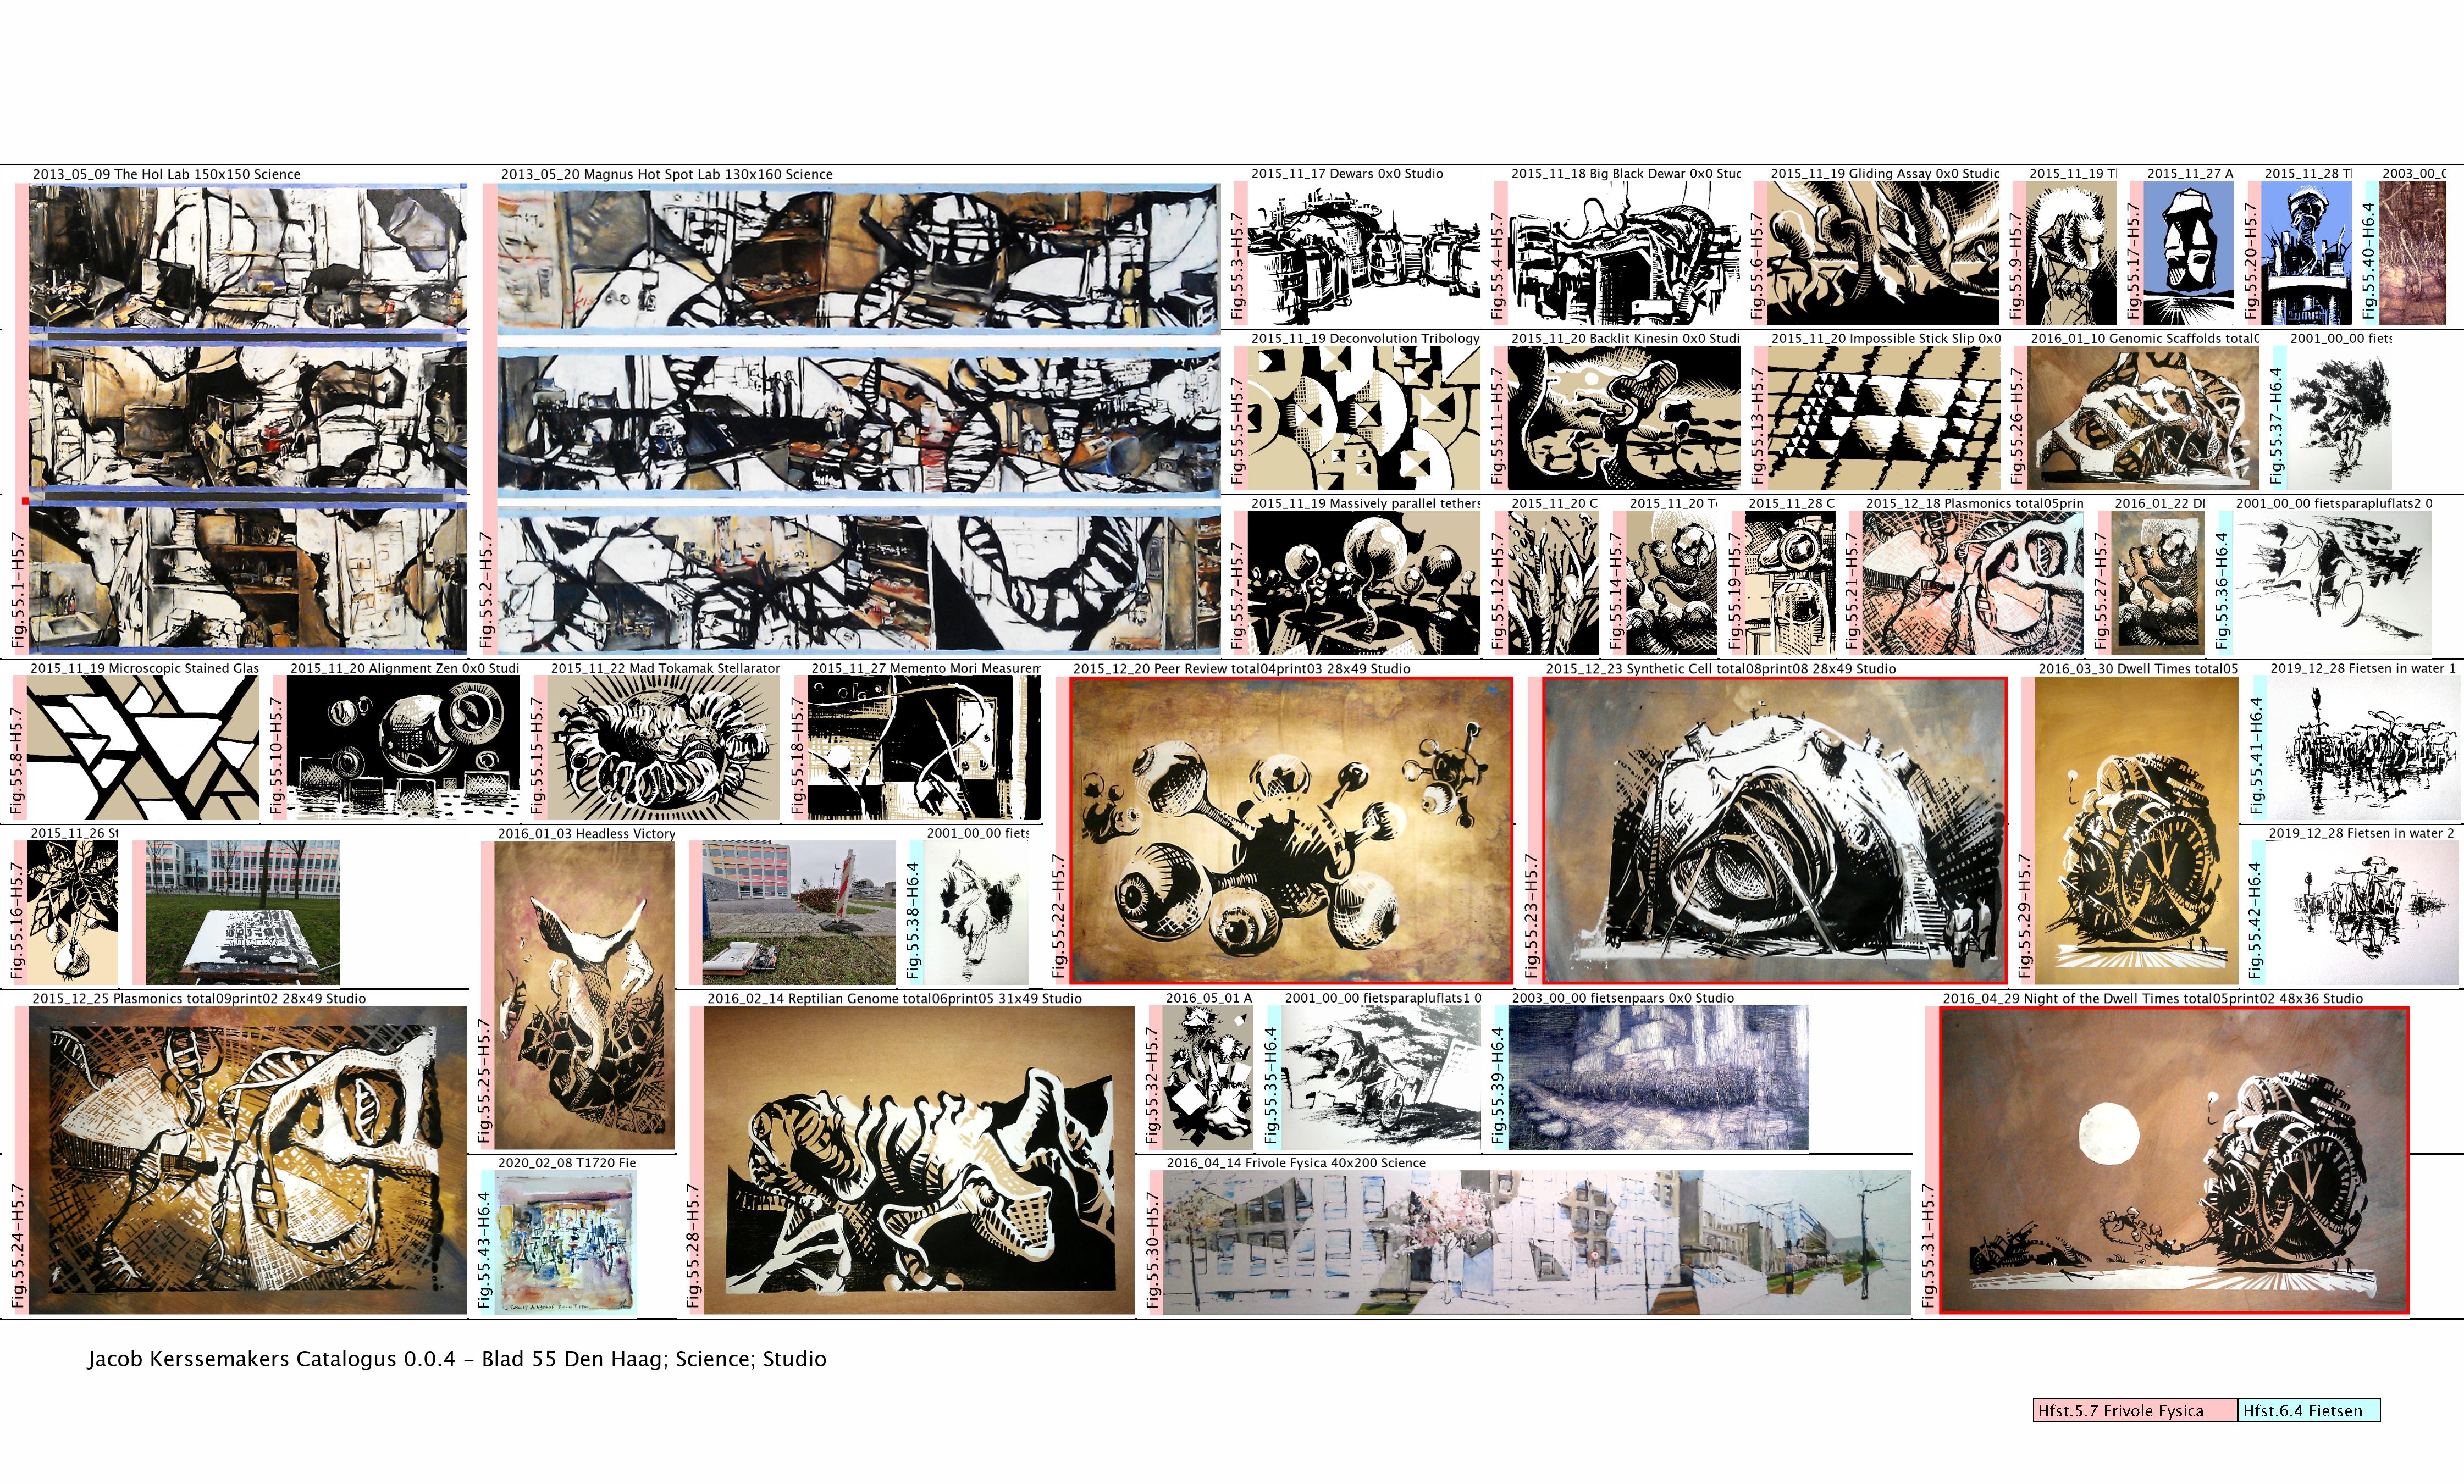 2013_05_09 The Hol Lab 150x150 Science
Fig.55.1-H5.7
2013_05_20 Magnus Hot Spot Lab 130x160 Science
Fig.55.2-H5.7
2015_11_17 Dewars 0x0 Studio
Fig.55.3-H5.7
2015_11_18 Big Black Dewar 0x0 Stud
Fig.55.4-H5.7
2015_11_19 Gliding Assay 0x0 Studio
Fig.55.6-H5.7
2015_11_19 T
Fig.55.9-H5.7
2015_11_27 A
Fig.55.17-H5.7
2015_11_28 T
Fig.55.20-H5.7
2003_00_0
Fig.55.40-H6.4
2015_11_19 Deconvolution Tribology
Fig.55.5-H5.7
2015_11_20 Backlit Kinesin 0x0 Studi
Fig.55.11-H5.7
2015_11_20 Impossible Stick Slip 0x0
Fig.55.13-H5.7
2016_01_10 Genomic Scaffolds total0
Fig.55.26-H5.7
2001_00_00 fiets
Fig.55.37-H6.4
2015_11_19 Massively parallel tethers
Fig.55.7-H5.7
2015_11_20 C
Fig.55.12-H5.7
2015_11_20 T
Fig.55.14-H5.7
2015_11_28 C
Fig.55.19-H5.7
2015_12_18 Plasmonics total05prin
Fig.55.21-H5.7
2016_01_22 D
Fig.55.27-H5.7
2001_00_00 fietsparapluflats2 0
Fig.55.36-H6.4
2015_11_19 Microscopic Stained Glas
Fig.55.8-H5.7
2015_11_20 Alignment Zen 0x0 Studi
Fig.55.10-H5.7
2015_11_22 Mad Tokamak Stellarator
Fig.55.15-H5.7
2015_11_27 Memento Mori Measurem
Fig.55.18-H5.7
2015_12_20 Peer Review total04print03 28x49 Studio
Fig.55.22-H5.7
2015_12_23 Synthetic Cell total08print08 28x49 Studio
Fig.55.23-H5.7
2016_03_30 Dwell Times total05
Fig.55.29-H5.7
2019_12_28 Fietsen in water 1
Fig.55.41-H6.4
2015_11_26 St
Fig.55.16-H5.7
2016_01_03 Headless Victory
Fig.55.25-H5.7
2001_00_00 fiets
Fig.55.38-H6.4
2019_12_28 Fietsen in water 2
Fig.55.42-H6.4
2015_12_25 Plasmonics total09print02 28x49 Studio
Fig.55.24-H5.7
2016_02_14 Reptilian Genome total06print05 31x49 Studio
Fig.55.28-H5.7
2016_05_01 A
Fig.55.32-H5.7
2001_00_00 fietsparapluflats1 0
Fig.55.35-H6.4
2003_00_00 fietsenpaars 0x0 Studio
Fig.55.39-H6.4
2016_04_29 Night of the Dwell Times total05print02 48x36 Studio
Fig.55.31-H5.7
2020_02_08 T1720 Fie
Fig.55.43-H6.4
2016_04_14 Frivole Fysica 40x200 Science
Fig.55.30-H5.7
Jacob Kerssemakers Catalogus 0.0.4 - Blad 55 Den Haag; Science; Studio
Hfst.5.7 Frivole Fysica
Hfst.6.4 Fietsen